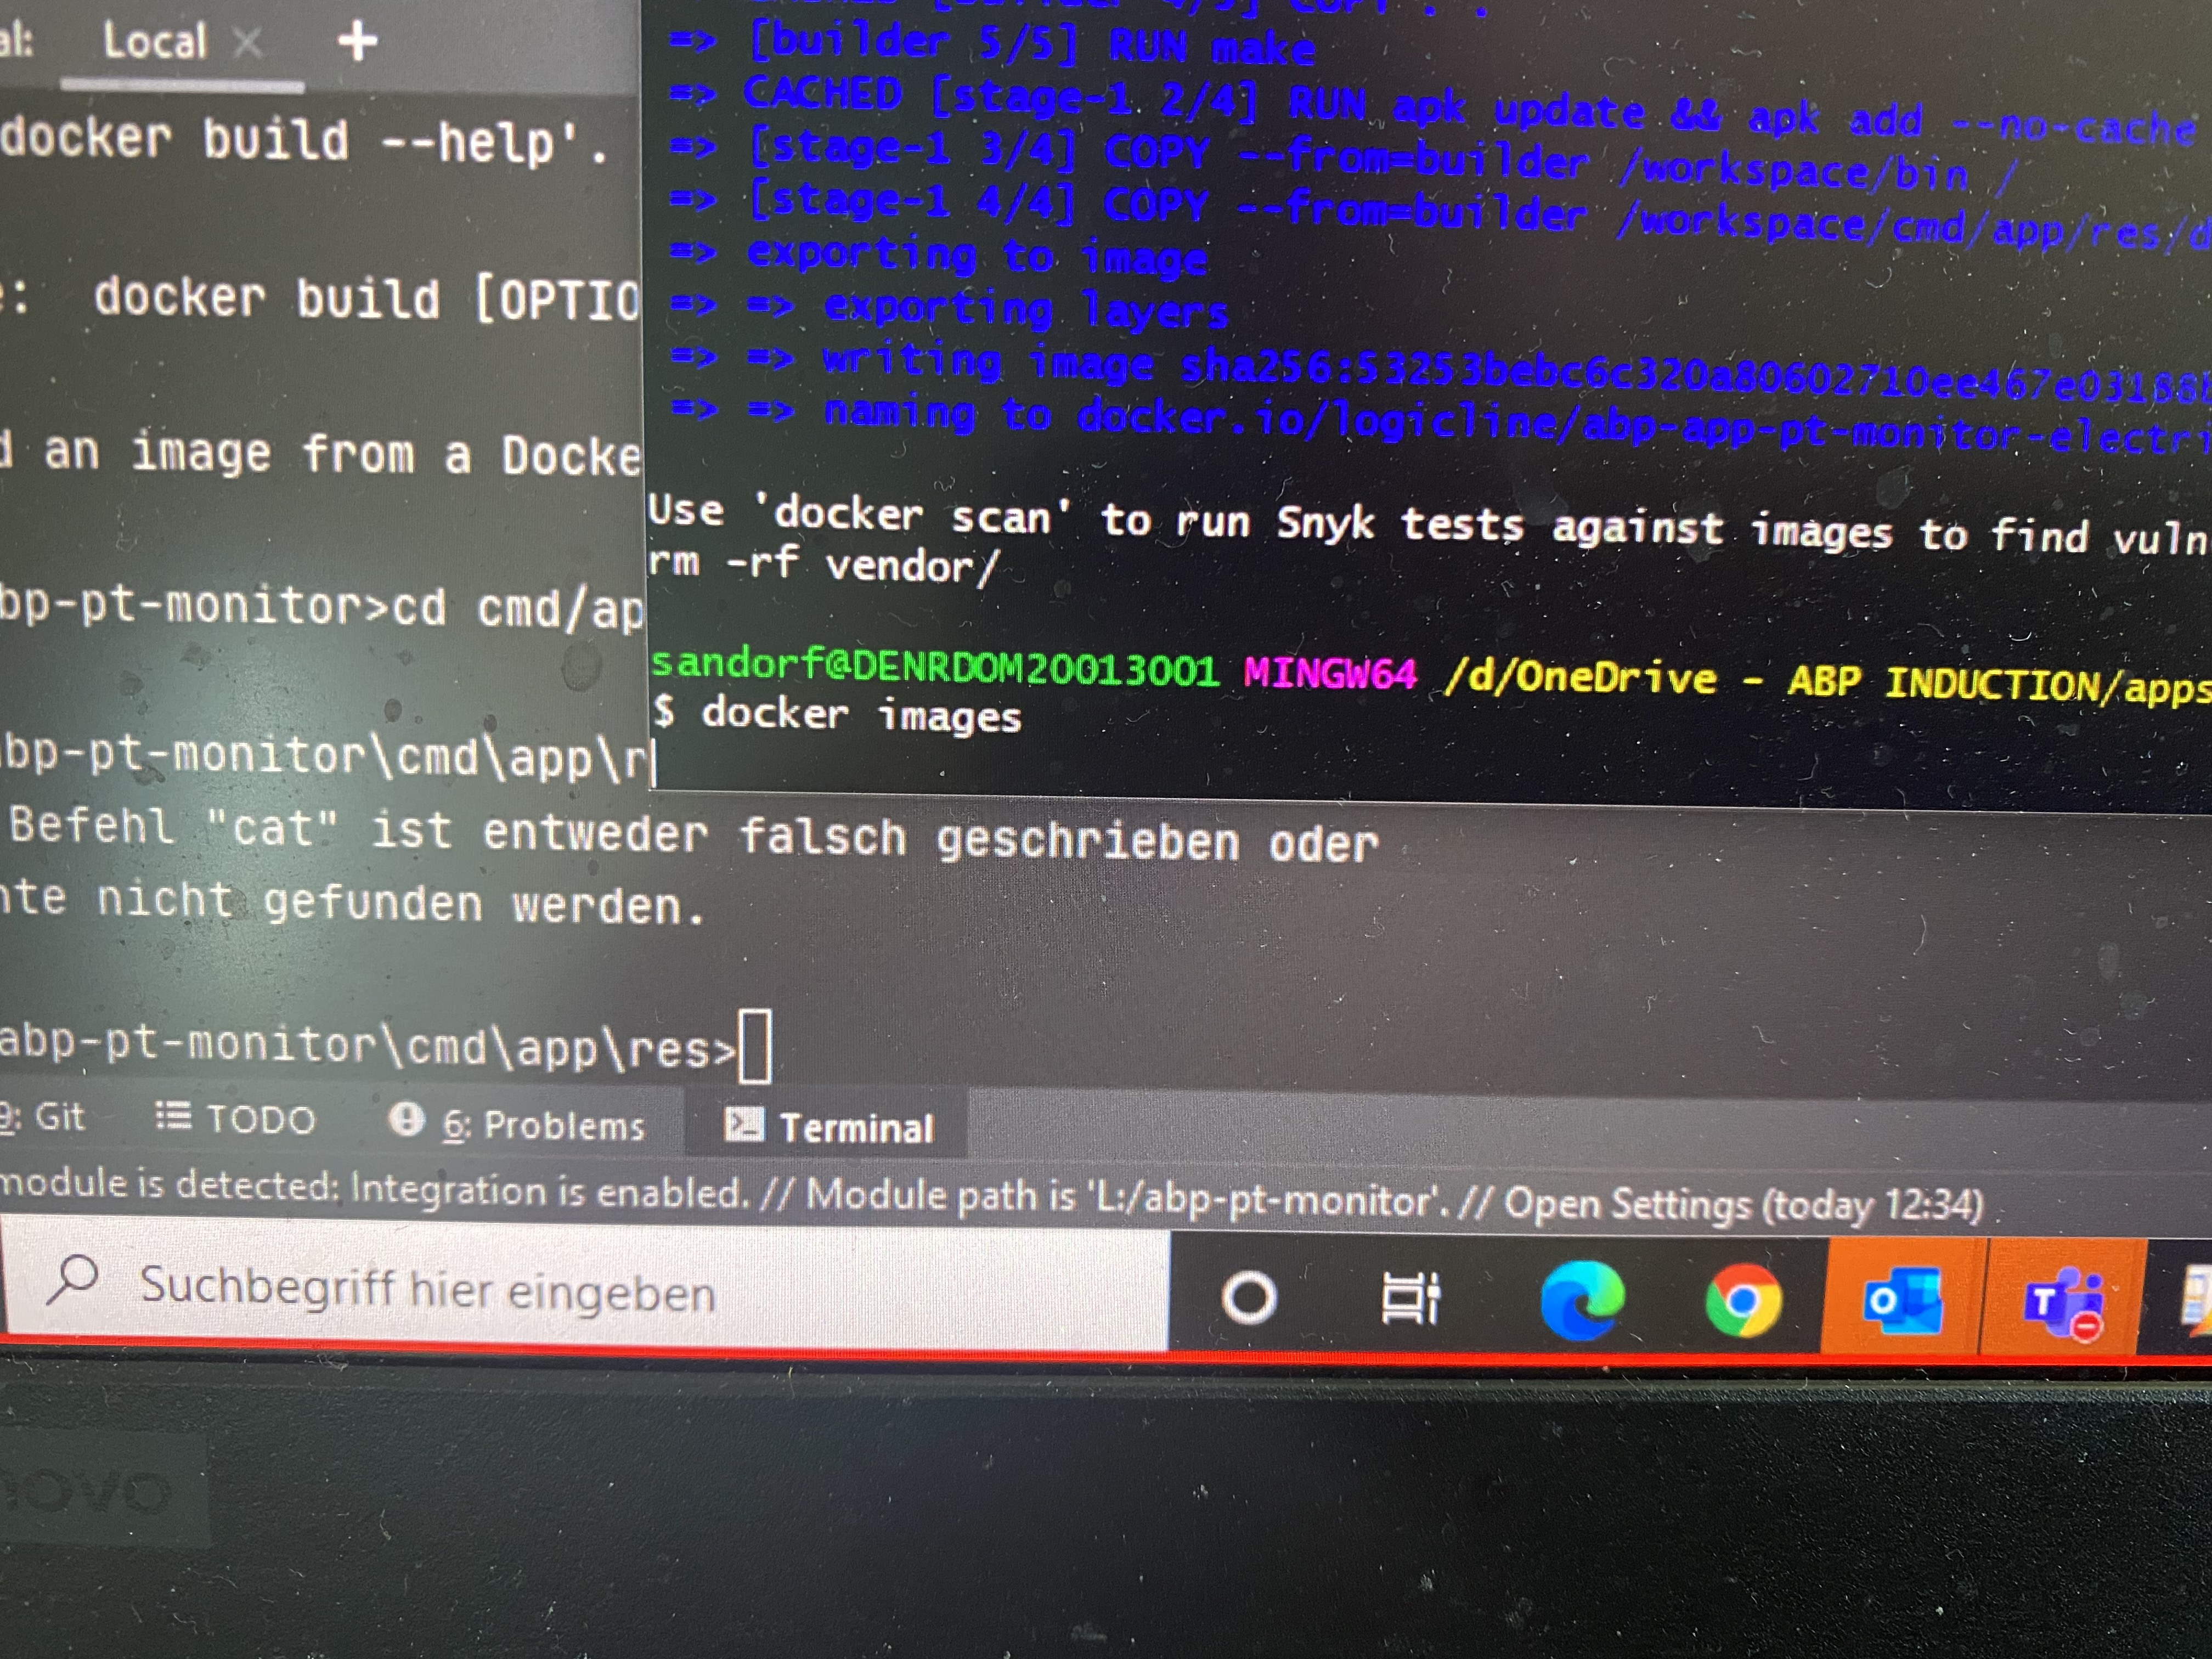 Local × +
docker build --help'.
docker build [OPTIO
an image from a Docke
bp-pt-monitor>cd cmd/ap
bp-pt-monitor\cmd\app\r
Befehl "cat" ist entweder falsch geschrieben oder
nte nicht gefunden werden.
abp-pt-monitor\cmd\app\res>
=> [builder 5/5] RUN make
=> CACHED [stage-1 2/4] RUN apk update && apk add --no-cache
=> [stage-1 3/4] COPY --from=builder /workspace/bin /
=> [stage-1 4/4] COPY --from=builder /workspace/cmd/app/res/d
=> exporting to image
=> => exporting layers
=> => writing image sha256:53253bebc6c320a80602710ee467e03188
=> => naming to docker.io/logicline/abp-app-pt-monitor-electri
Use 'docker scan' to run Snyk tests against images to find vuln
rm -rf vendor/
sandorf@DENRDOM20013001 MINGW64 /d/OneDrive - ABP INDUCTION/apps
$ docker images
9: Git TODO 6: Problems Terminal
module is detected: Integration is enabled. // Module path is 'L:/abp-pt-monitor'. // Open Settings (today 12:34)
Suchbegriff hier eingeben
novo